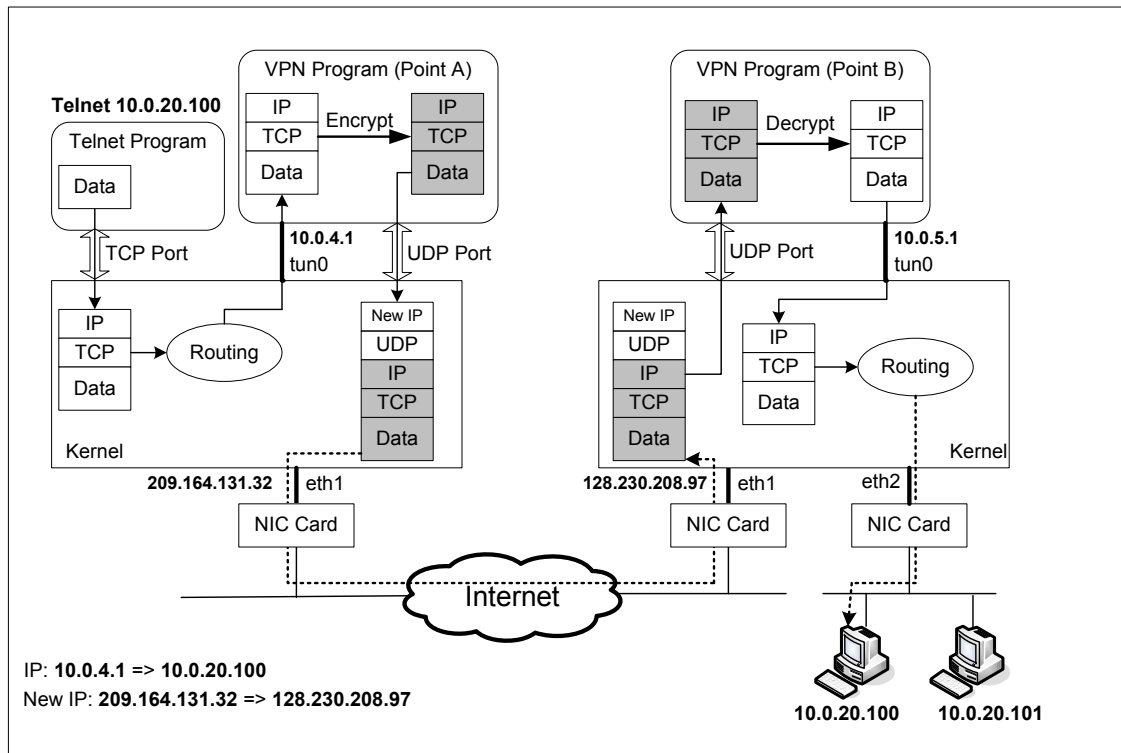 VPN Program (Point A)
Telnet 10.0.20.100
Telnet Program
Data
IP
TCP
Data
Encrypt
IP
TCP
Data
TCP Port
10.0.4.1
tun0
UDP Port
IP
TCP
Data
Routing
New IP
UDP
IP
TCP
Data
Kernel
209.164.131.32
eth1
NIC Card
VPN Program (Point B)
IP
TCP
Data
Decrypt
IP
TCP
Data
UDP Port
10.0.5.1
tun0
New IP
UDP
IP
TCP
Data
IP
TCP
Data
Routing
Kernel
128.230.208.97
eth1
eth2
NIC Card
NIC Card
Internet
10.0.20.100
10.0.20.101
IP: 10.0.4.1 => 10.0.20.100
New IP: 209.164.131.32 => 128.230.208.97